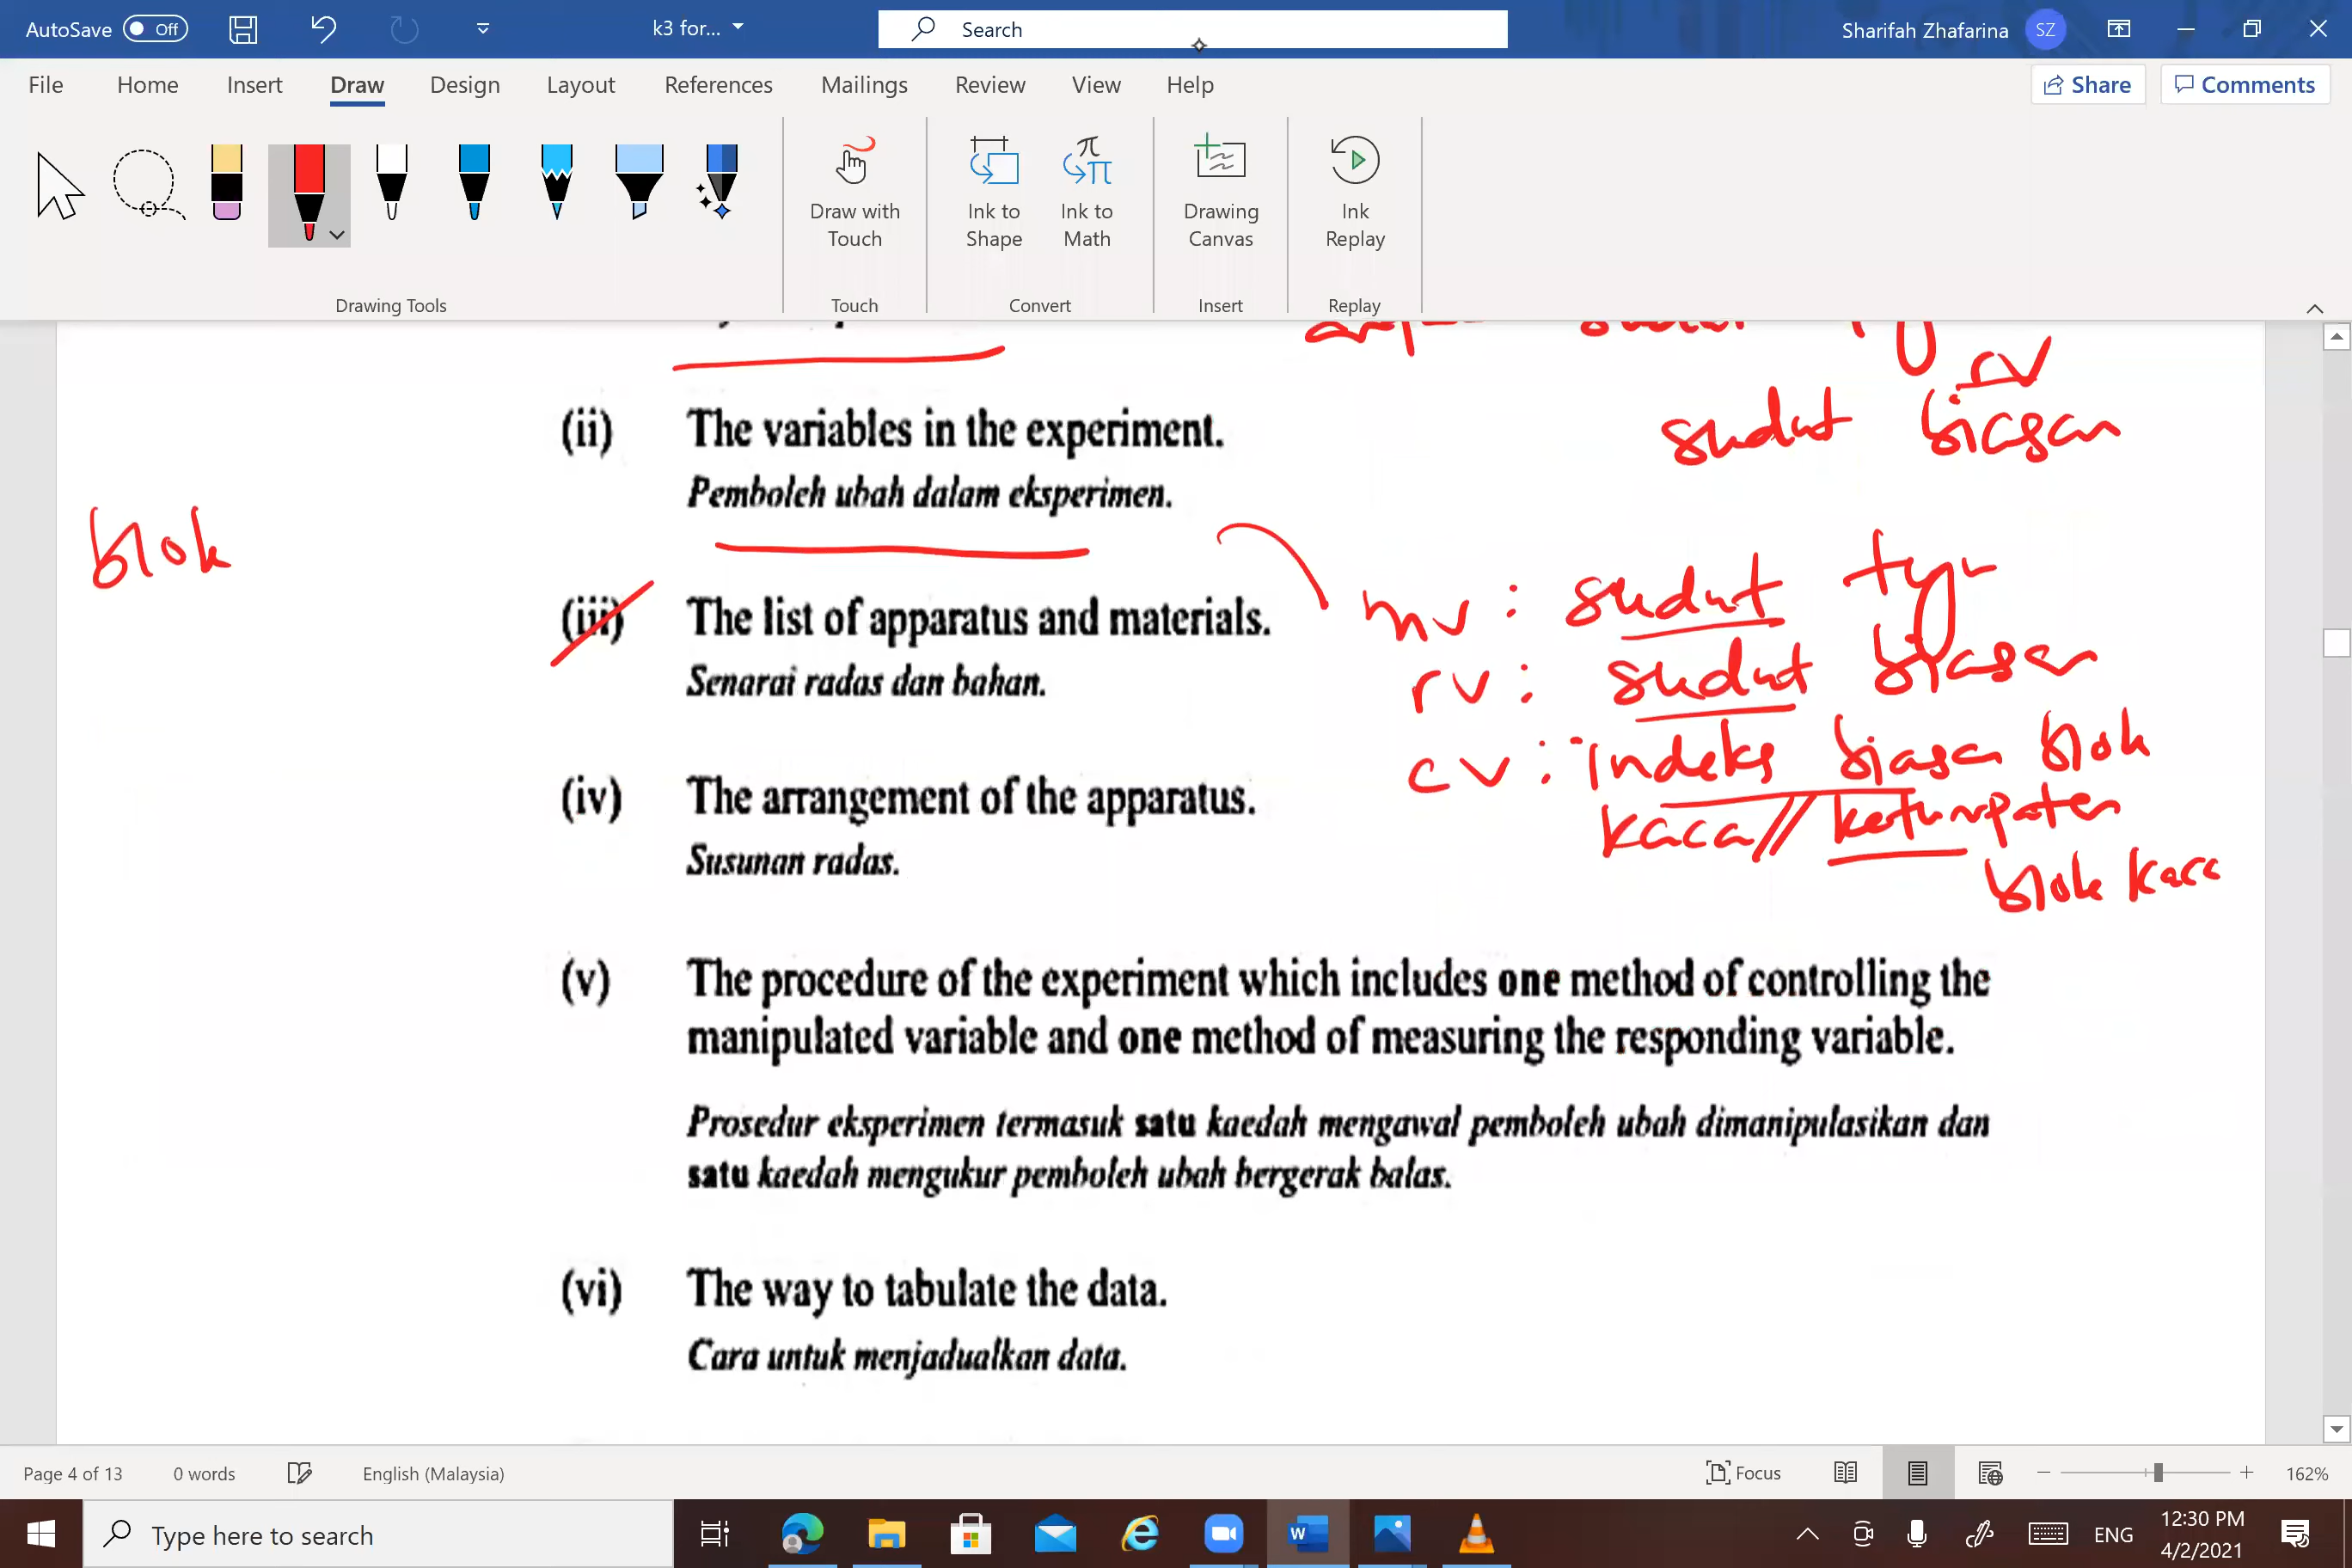 AutoSave Off k3 for... Search Sharifah Zhafarina SZ
File Home Insert Draw Design Layout References Mailings Review View Help Share Comments
Draw with Touch
Ink to Shape
Ink to Math
Drawing Canvas
Ink Replay
Drawing Tools Touch Convert Insert Replay
rv
sudut biasan
(ii) The variables in the experiment.
Pemboleh ubah dalam eksperimen.
blok
mv : sudut tuju
(iii) The list of apparatus and materials.
Senarai radas dan bahan.
rv : sudut biasan
cv : indeks biasan blok
kaca // ketumpatan
blok kaca
(iv) The arrangement of the apparatus.
Susunan radas.
(v) The procedure of the experiment which includes one method of controlling the
manipulated variable and one method of measuring the responding variable.
Prosedur eksperimen termasuk satu kaedah mengawal pemboleh ubah dimanipulasikan dan
satu kaedah mengukur pemboleh ubah bergerak balas.
(vi) The way to tabulate the data.
Cara untuk menjadualkan data.
Page 4 of 13 0 words English (Malaysia) Focus 162%
Type here to search ENG 12:30 PM
4/2/2021